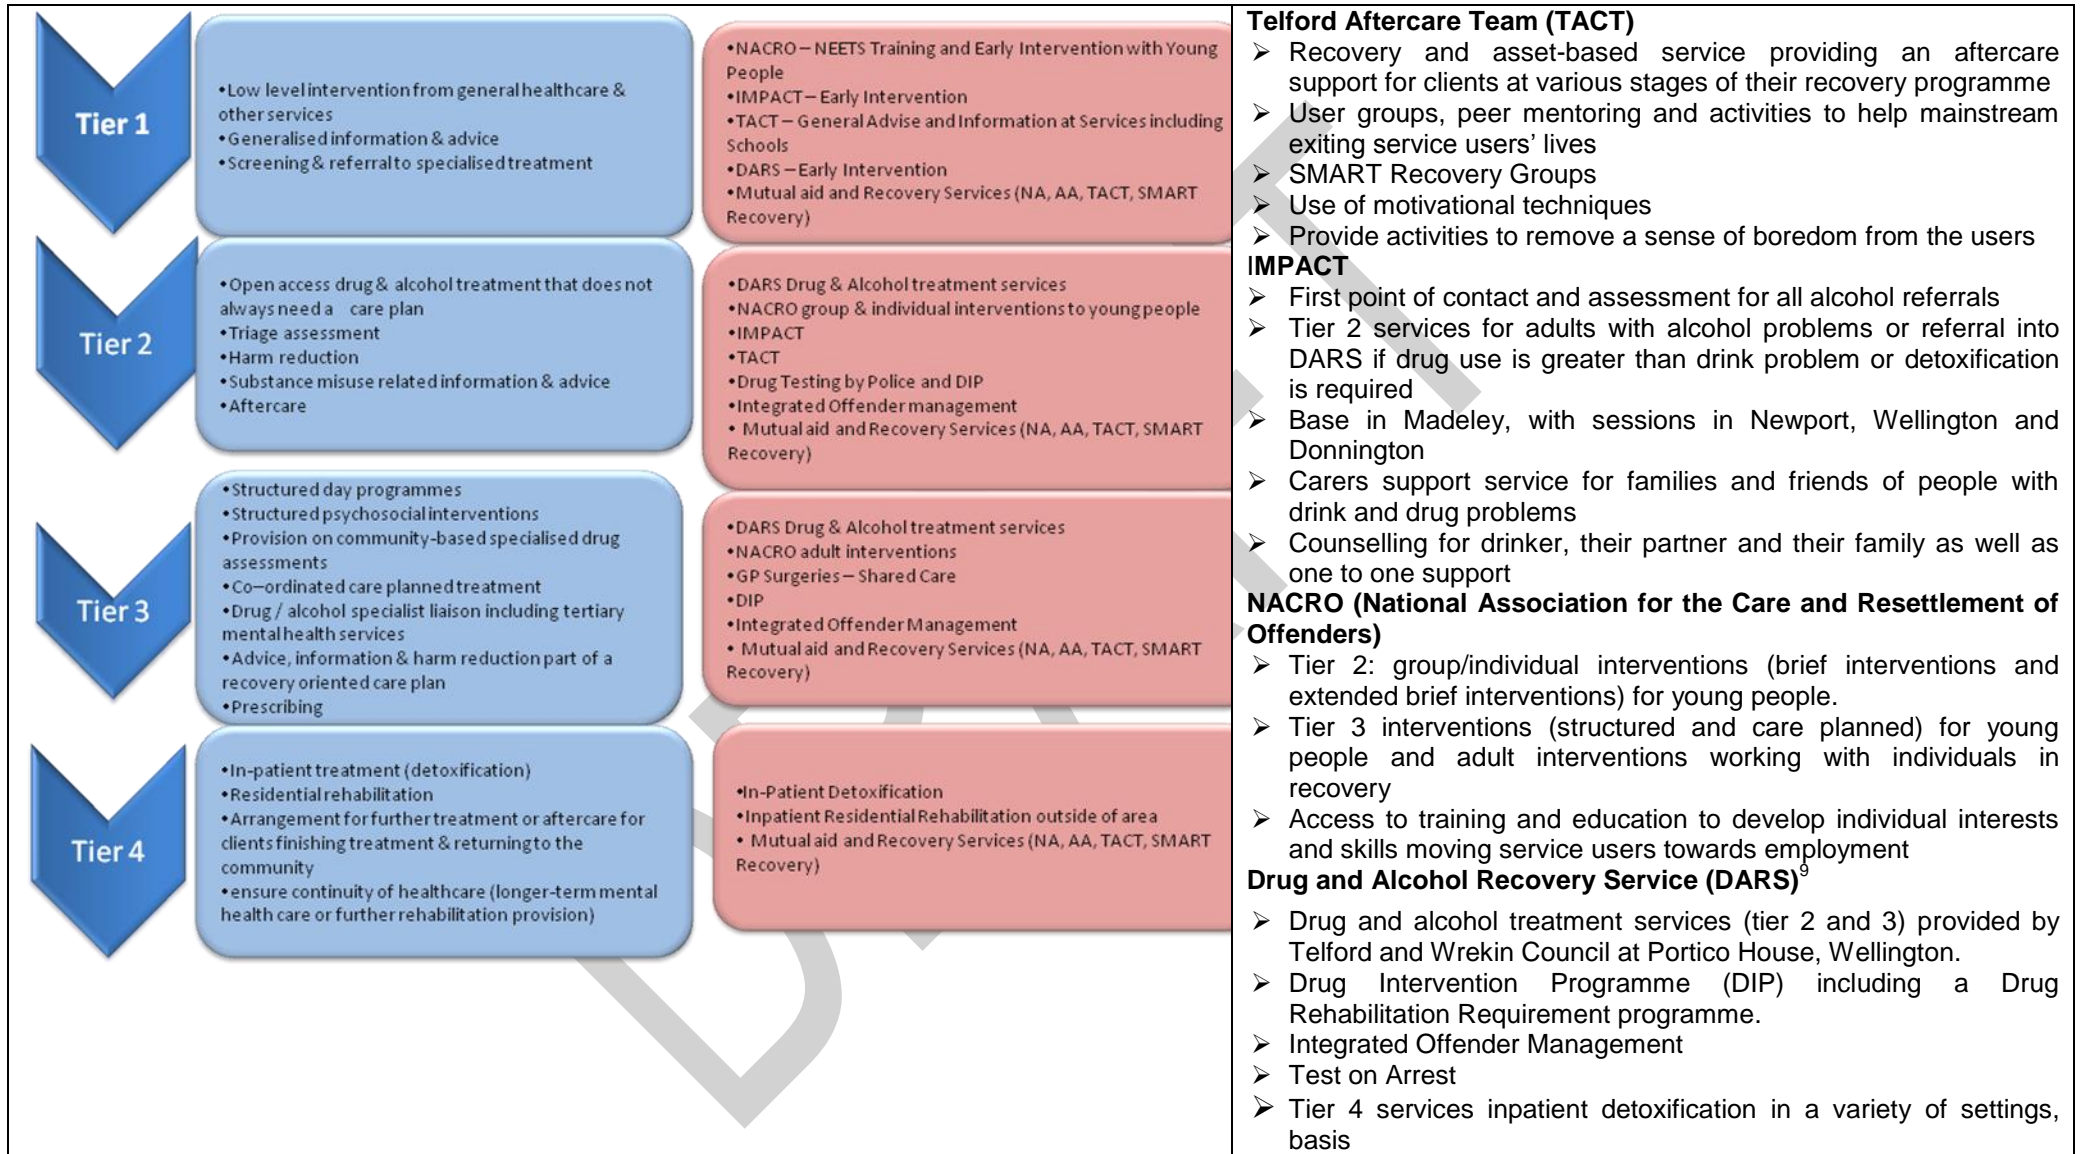 Tier 1
•Low level intervention from general healthcare &
other services
•Generalised information & advice
•Screening & referral to specialised treatment
•NACRO – NEETS Training and Early Intervention with Young
People
•IMPACT – Early Intervention
•TACT – General Advise and Information at Services including
Schools
•DARS – Early Intervention
•Mutual aid and Recovery Services (NA, AA, TACT, SMART
Recovery)
Tier 2
•Open access drug & alcohol treatment that does not
always need a care plan
•Triage assessment
•Harm reduction
•Substance misuse related information & advice
•Aftercare
•DARS Drug & Alcohol treatment services
•NACRO group & individual interventions to young people
•IMPACT
•TACT
•Drug Testing by Police and DIP
•Integrated Offender management
• Mutual aid and Recovery Services (NA, AA, TACT, SMART
Recovery)
Tier 3
•Structured day programmes
•Structured psychosocial interventions
•Provision on community-based specialised drug
assessments
•Co–ordinated care planned treatment
•Drug / alcohol specialist liaison including tertiary
mental health services
•Advice, information & harm reduction part of a
recovery oriented care plan
•Prescribing
•DARS Drug & Alcohol treatment services
•NACRO adult interventions
•GP Surgeries – Shared Care
•DIP
•Integrated Offender Management
• Mutual aid and Recovery Services (NA, AA, TACT, SMART
Recovery)
Tier 4
•In-patient treatment (detoxification)
•Residential rehabilitation
•Arrangement for further treatment or aftercare for
clients finishing treatment & returning to the
community
•ensure continuity of healthcare (longer-term mental
health care or further rehabilitation provision)
•In-Patient Detoxification
•Inpatient Residential Rehabilitation outside of area
• Mutual aid and Recovery Services (NA, AA, TACT, SMART
Recovery)
Telford Aftercare Team (TACT)
➢ Recovery and asset-based service providing an aftercare
support for clients at various stages of their recovery programme
➢ User groups, peer mentoring and activities to help mainstream
exiting service users' lives
➢ SMART Recovery Groups
➢ Use of motivational techniques
➢ Provide activities to remove a sense of boredom from the users
IMPACT
➢ First point of contact and assessment for all alcohol referrals
➢ Tier 2 services for adults with alcohol problems or referral into
DARS if drug use is greater than drink problem or detoxification
is required
➢ Base in Madeley, with sessions in Newport, Wellington and
Donnington
➢ Carers support service for families and friends of people with
drink and drug problems
➢ Counselling for drinker, their partner and their family as well as
one to one support
NACRO (National Association for the Care and Resettlement of
Offenders)
➢ Tier 2: group/individual interventions (brief interventions and
extended brief interventions) for young people.
➢ Tier 3 interventions (structured and care planned) for young
people and adult interventions working with individuals in
recovery
➢ Access to training and education to develop individual interests
and skills moving service users towards employment
Drug and Alcohol Recovery Service (DARS)9
➢ Drug and alcohol treatment services (tier 2 and 3) provided by
Telford and Wrekin Council at Portico House, Wellington.
➢ Drug Intervention Programme (DIP) including a Drug
Rehabilitation Requirement programme.
➢ Integrated Offender Management
➢ Test on Arrest
➢ Tier 4 services inpatient detoxification in a variety of settings,
basis